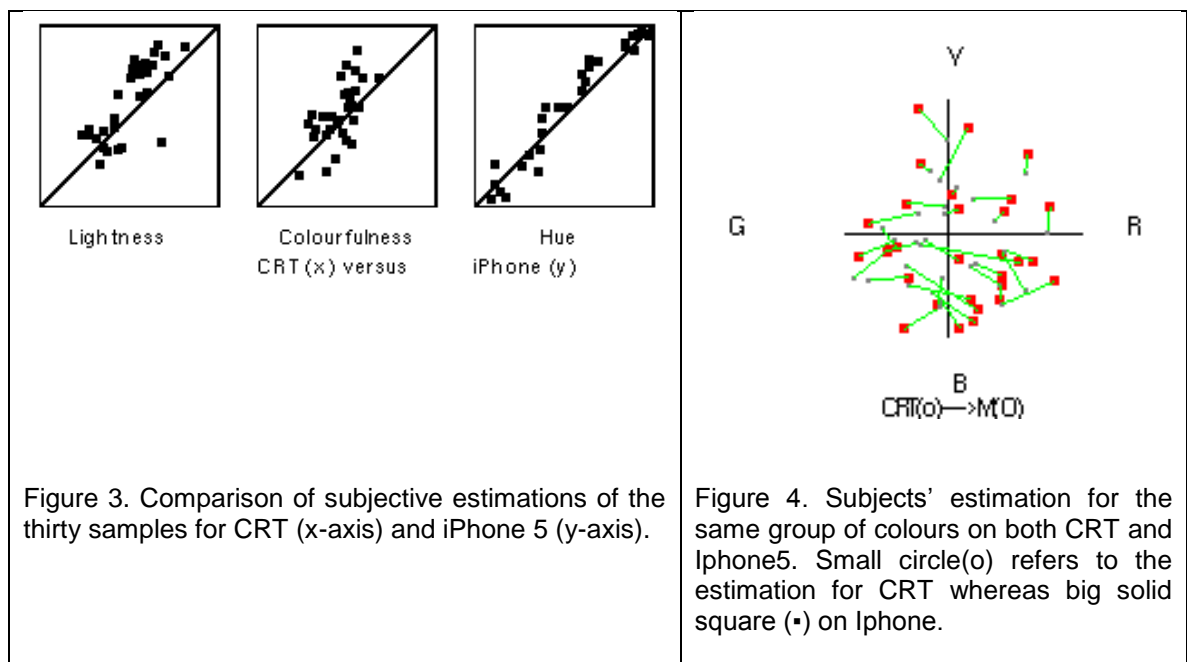 Lightness
Colourfulness
Hue
CRT (x) versus
iPhone (y)
Figure 3. Comparison of subjective estimations of the
thirty samples for CRT (x-axis) and iPhone 5 (y-axis).
Y
G
R
B
CRT(o)—>M(O)
Figure 4. Subjects’ estimation for the
same group of colours on both CRT and
Iphone5. Small circle(o) refers to the
estimation for CRT whereas big solid
square (▪) on Iphone.